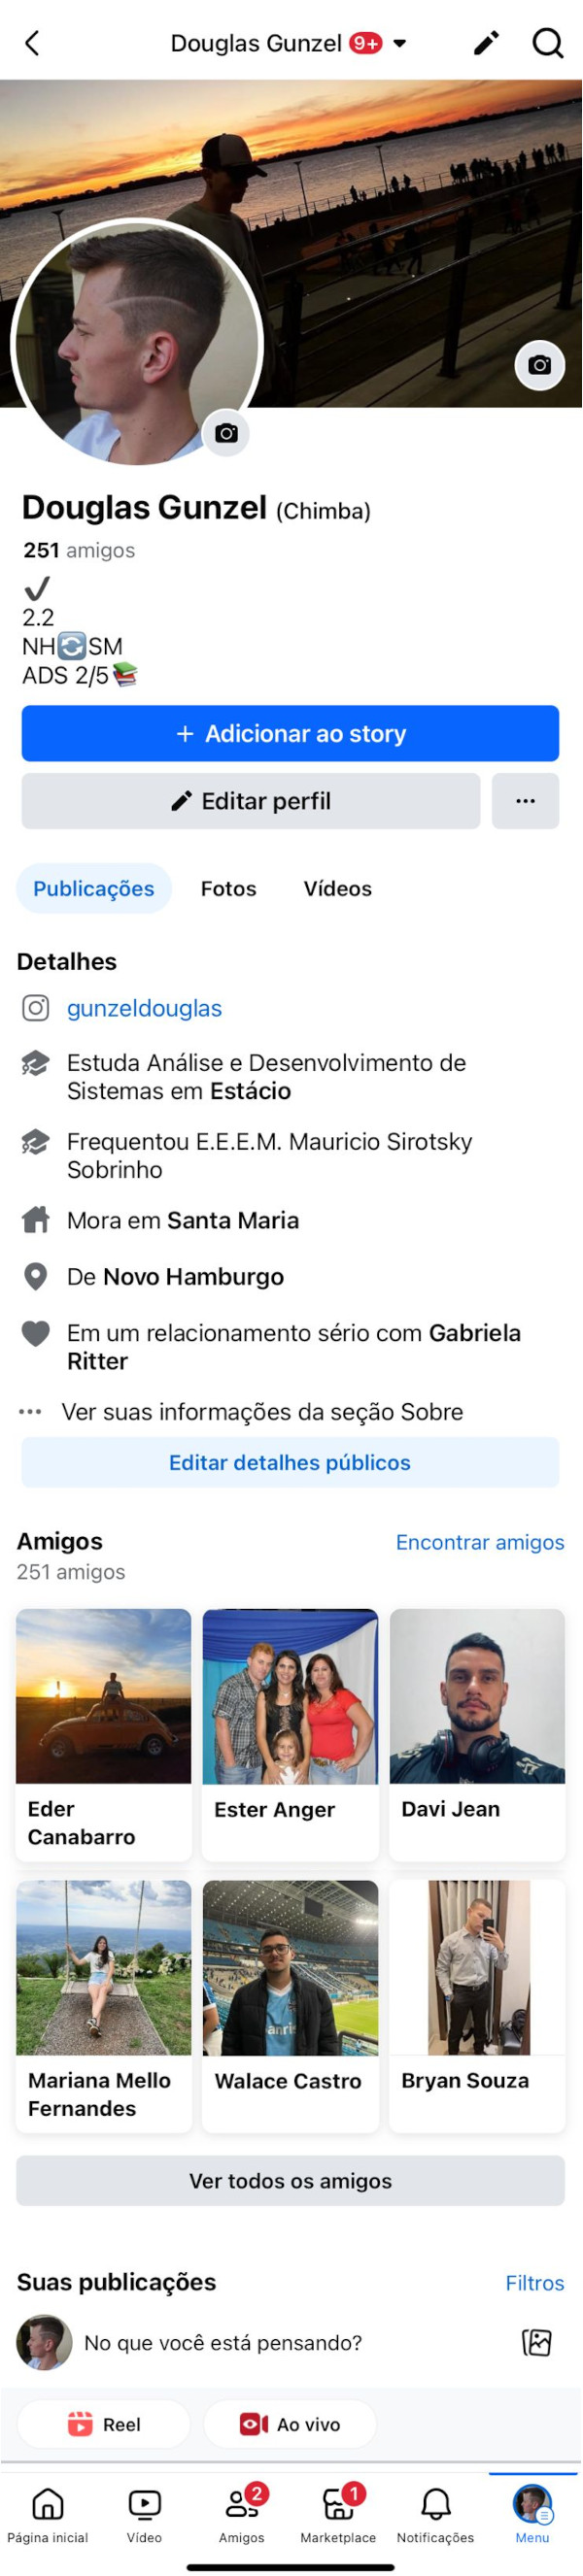 Douglas Gunzel 9+
Douglas Gunzel (Chimba)
251 amigos
✔
2.2
NH🔄SM
ADS 2/5📚
+ Adicionar ao story
Editar perfil
Publicações Fotos Vídeos
Detalhes
gunzeldouglas
Estuda Análise e Desenvolvimento de
Sistemas em Estácio
Frequentou E.E.E.M. Mauricio Sirotsky
Sobrinho
Mora em Santa Maria
De Novo Hamburgo
Em um relacionamento sério com Gabriela
Ritter
Ver suas informações da seção Sobre
Editar detalhes públicos
Amigos Encontrar amigos
251 amigos
Eder
Canabarro
Ester Anger
Davi Jean
Mariana Mello
Fernandes
anri
Walace Castro
Bryan Souza
Ver todos os amigos
Suas publicações Filtros
No que você está pensando?
Reel Ao vivo
2 1
Página inicial Vídeo Amigos Marketplace Notificações Menu